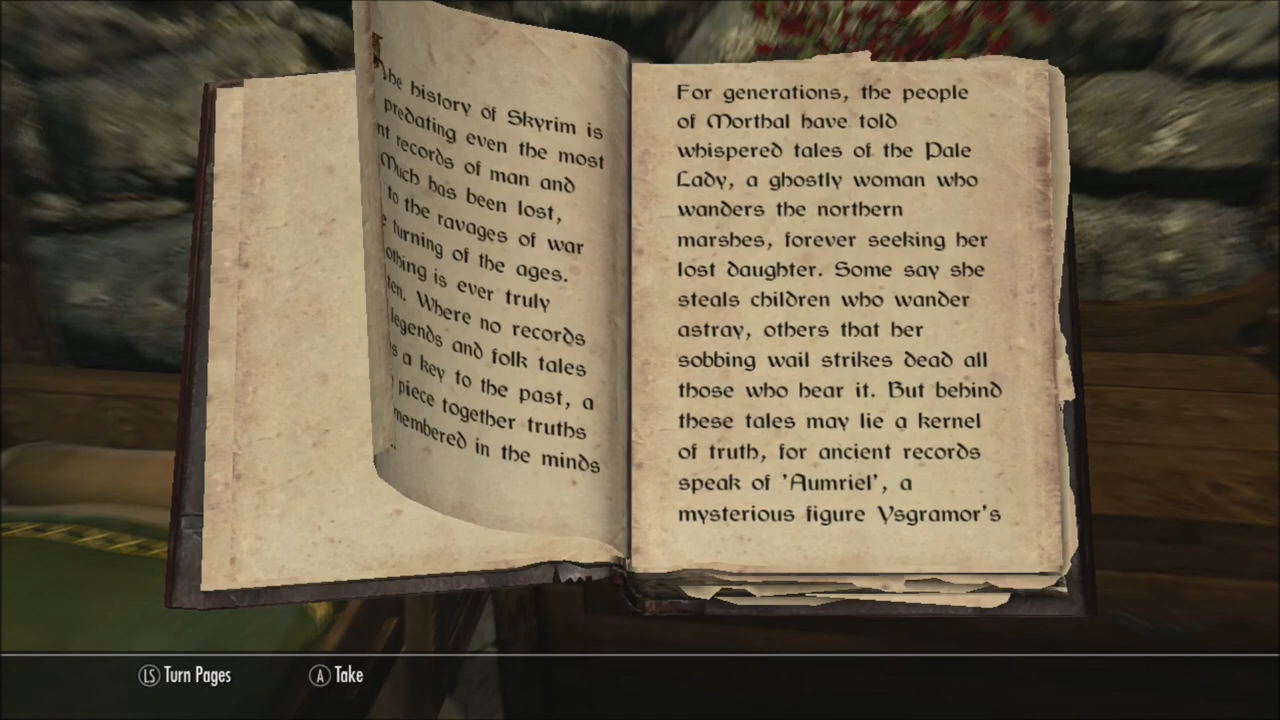 The history of Skyrim is
predating even the most
records of man and
Much has been lost,
to the ravages of war
turning of the ages.
is ever truly
Where no records
legends and folk tales
a key to the past, a
piece together truths
in the minds
For generations, the people
of Morthal have told
whispered tales of the Pale
Lady, a ghostly woman who
wanders the northern
marshes, forever seeking her
lost daughter. Some say she
steals children who wander
astray, others that her
sobbing wail strikes dead all
those who hear it. But behind
these tales may lie a kernel
of truth, for ancient records
speak of 'Aumriel', a
mysterious figure Ysgramor's
LS Turn Pages
A Take